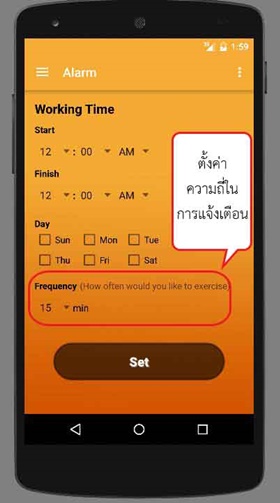 1:59
Alarm
Working Time
Start
12 : 00 AM
Finish
12 : 00 AM
Day
Sun Mon Tue
Thu Fri Sat
Frequency (How often would you like to exercise)
15 min
Set
ตั้งค่า
ความถี่ใน
การแจ้งเตือน